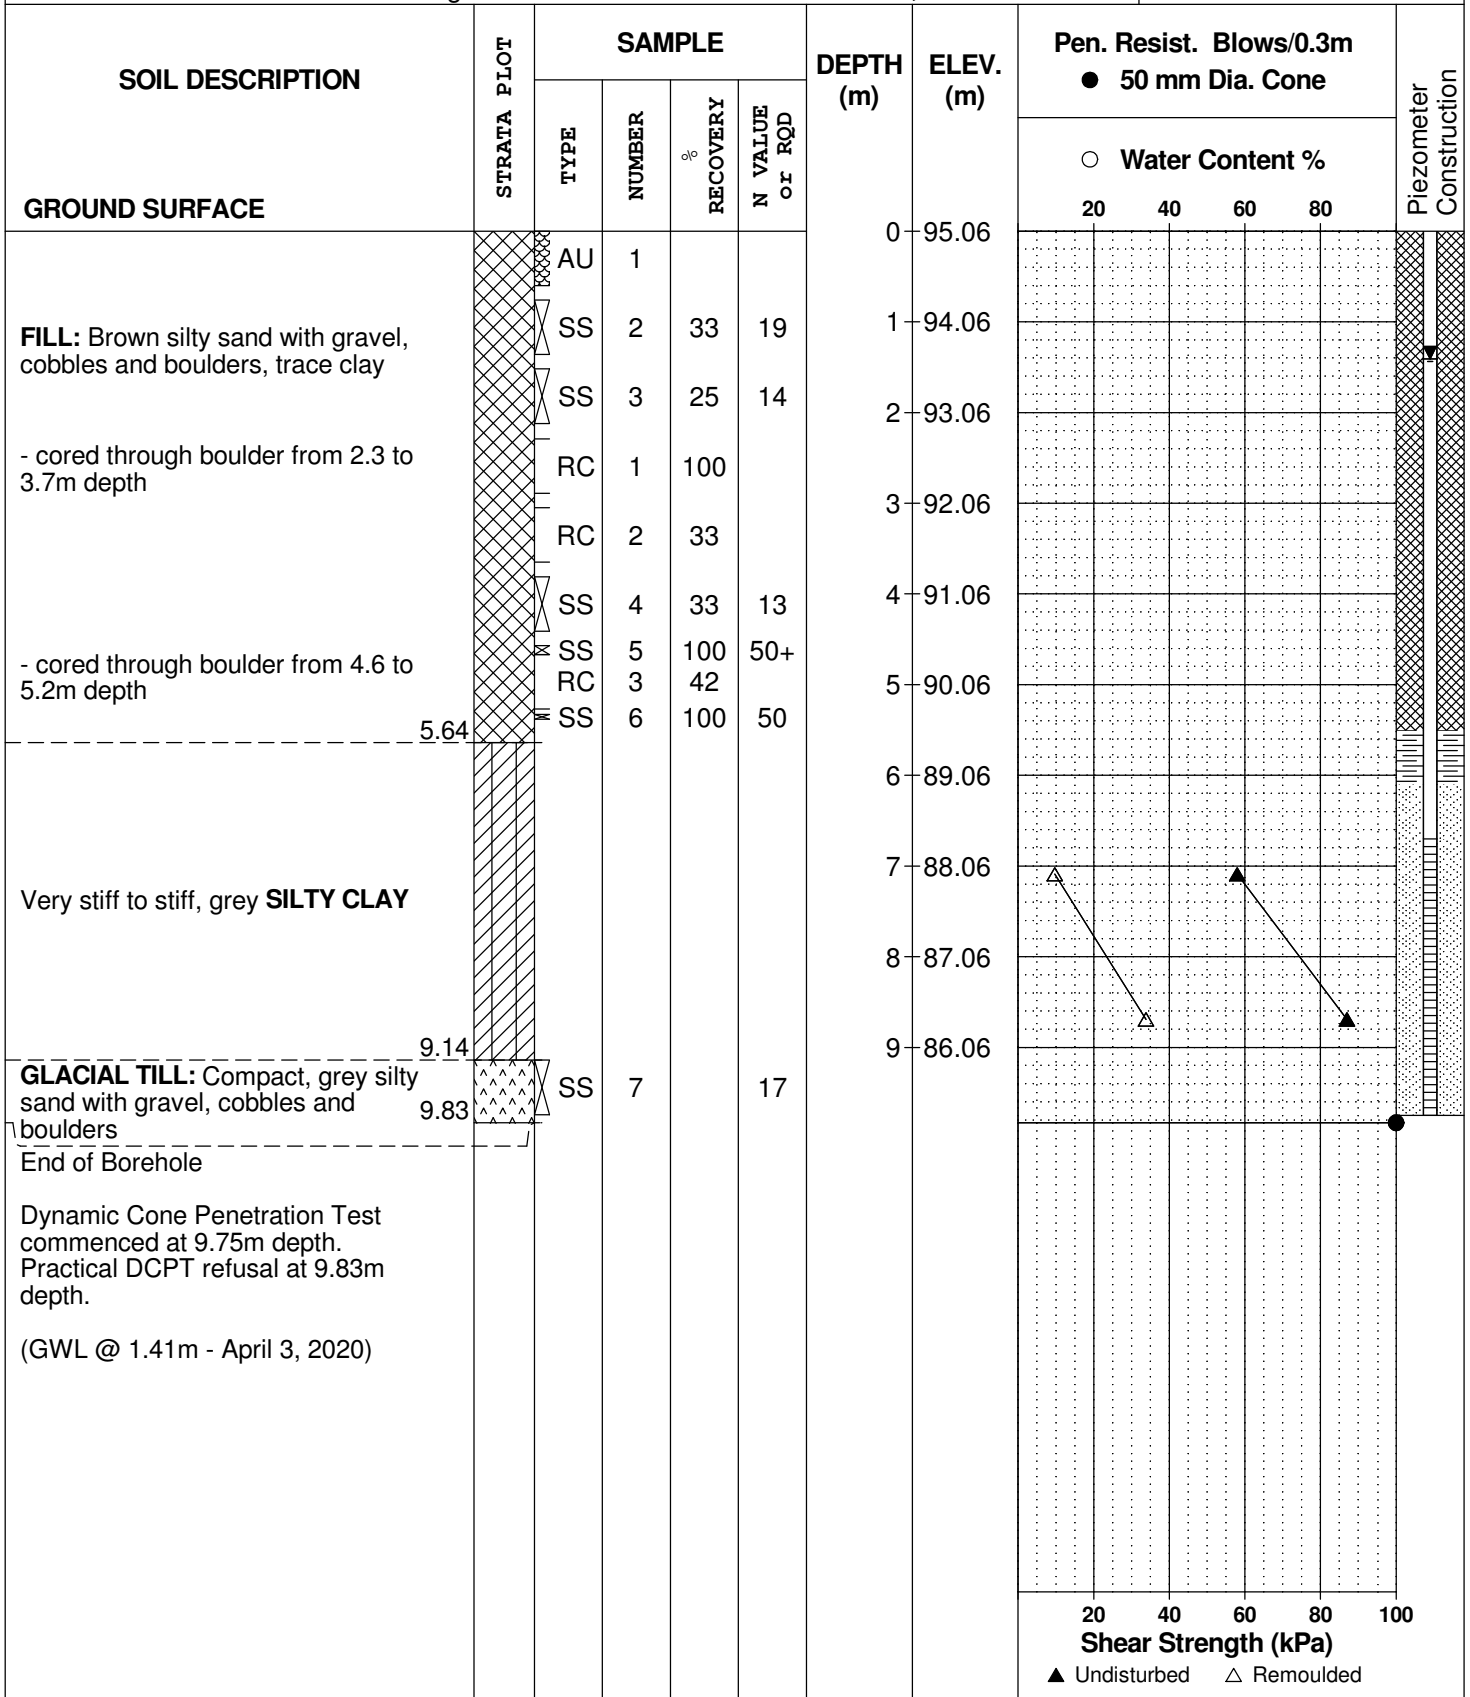 SOIL DESCRIPTION
GROUND SURFACE
STRATA PLOT
SAMPLE
TYPE
NUMBER
%
RECOVERY
N VALUE
or RQD
DEPTH
(m)
ELEV.
(m)
Pen. Resist. Blows/0.3m
● 50 mm Dia. Cone
○ Water Content %
20 40 60 80
Piezometer
Construction
0 95.06
AU 1
FILL: Brown silty sand with gravel,
cobbles and boulders, trace clay
SS 2 33 19
1 94.06
SS 3 25 14
2 93.06
- cored through boulder from 2.3 to
3.7m depth
RC 1 100
3 92.06
RC 2 33
SS 4 33 13
4 91.06
SS 5 100 50+
- cored through boulder from 4.6 to
5.2m depth
RC 3 42
5 90.06
SS 6 100 50
5.64
6 89.06
7 88.06
Very stiff to stiff, grey SILTY CLAY
8 87.06
9.14
9 86.06
GLACIAL TILL: Compact, grey silty
sand with gravel, cobbles and
boulders
9.83
SS 7 17
End of Borehole
Dynamic Cone Penetration Test
commenced at 9.75m depth.
Practical DCPT refusal at 9.83m
depth.
(GWL @ 1.41m - April 3, 2020)
20 40 60 80 100
Shear Strength (kPa)
▲ Undisturbed △ Remoulded